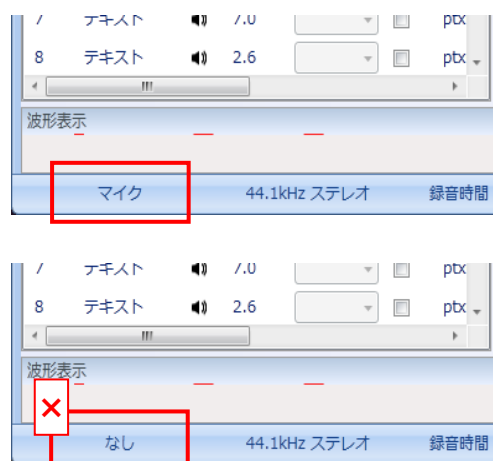 7 テキスト 7.0 ptx
8 テキスト 2.6 ptx
波形表示
マイク 44.1kHz ステレオ 録音時間
7 テキスト 7.0 ptx
8 テキスト 2.6 ptx
波形表示
なし 44.1kHz ステレオ 録音時間